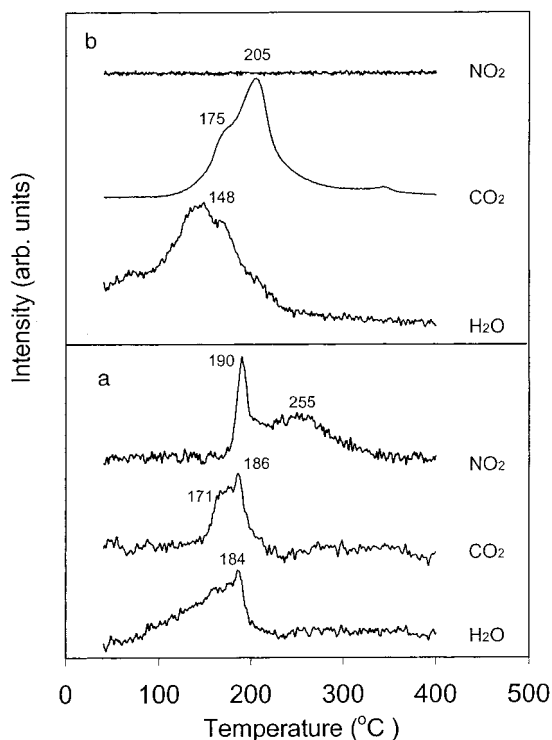 b
205
NO₂
175
CO₂
148
H₂O
a
190
255
NO₂
186
171
CO₂
184
H₂O
Intensity (arb. units)
0 100 200 300 400 500
Temperature (°C )